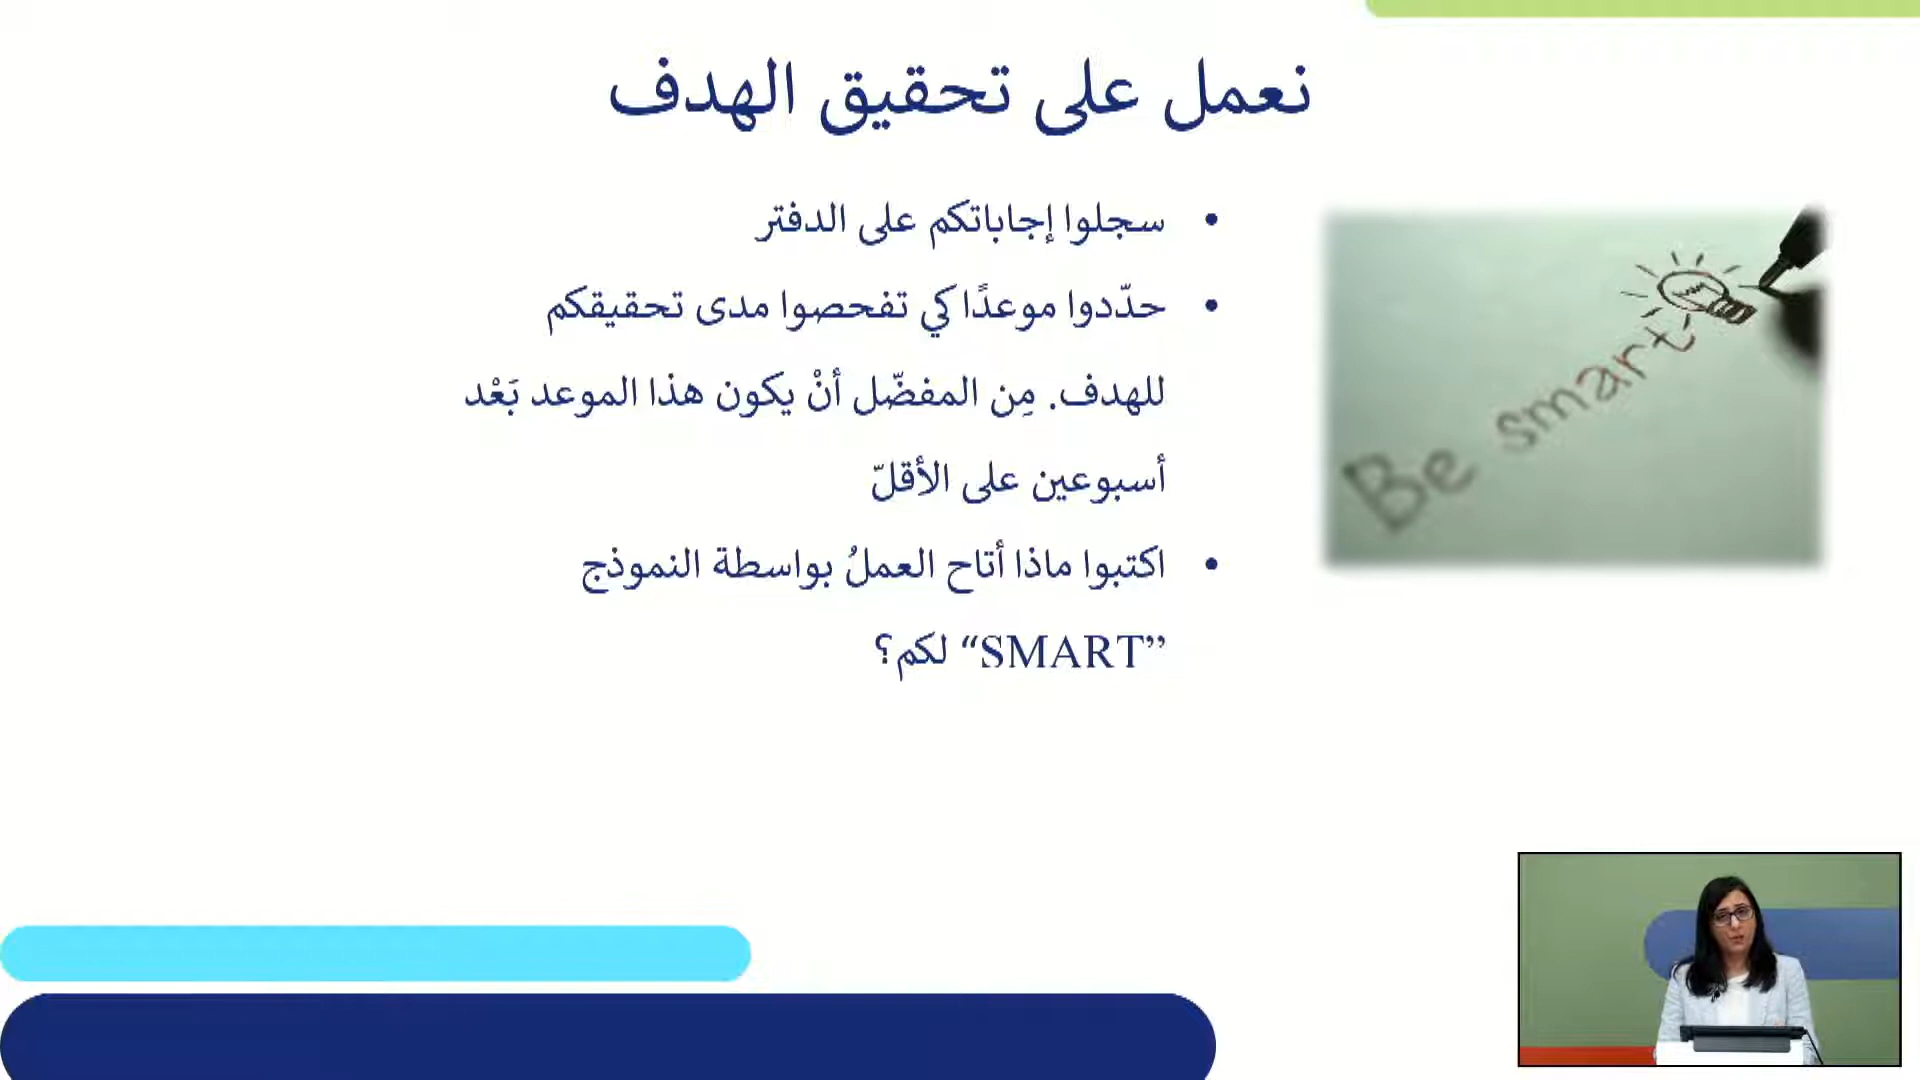 نعمل على تحقيق الهدف
• سجلوا إجاباتكم على الدفتر
• حدّدوا موعدًا كي تفحصوا مدى تحقيقكم
للهدف. مِن المفضّل أنْ يكون هذا الموعد بَعْد
أسبوعين على الأقلّ
• اكتبوا ماذا أتاح العملُ بواسطة النموذج
”SMART“ لكم؟
Be smart